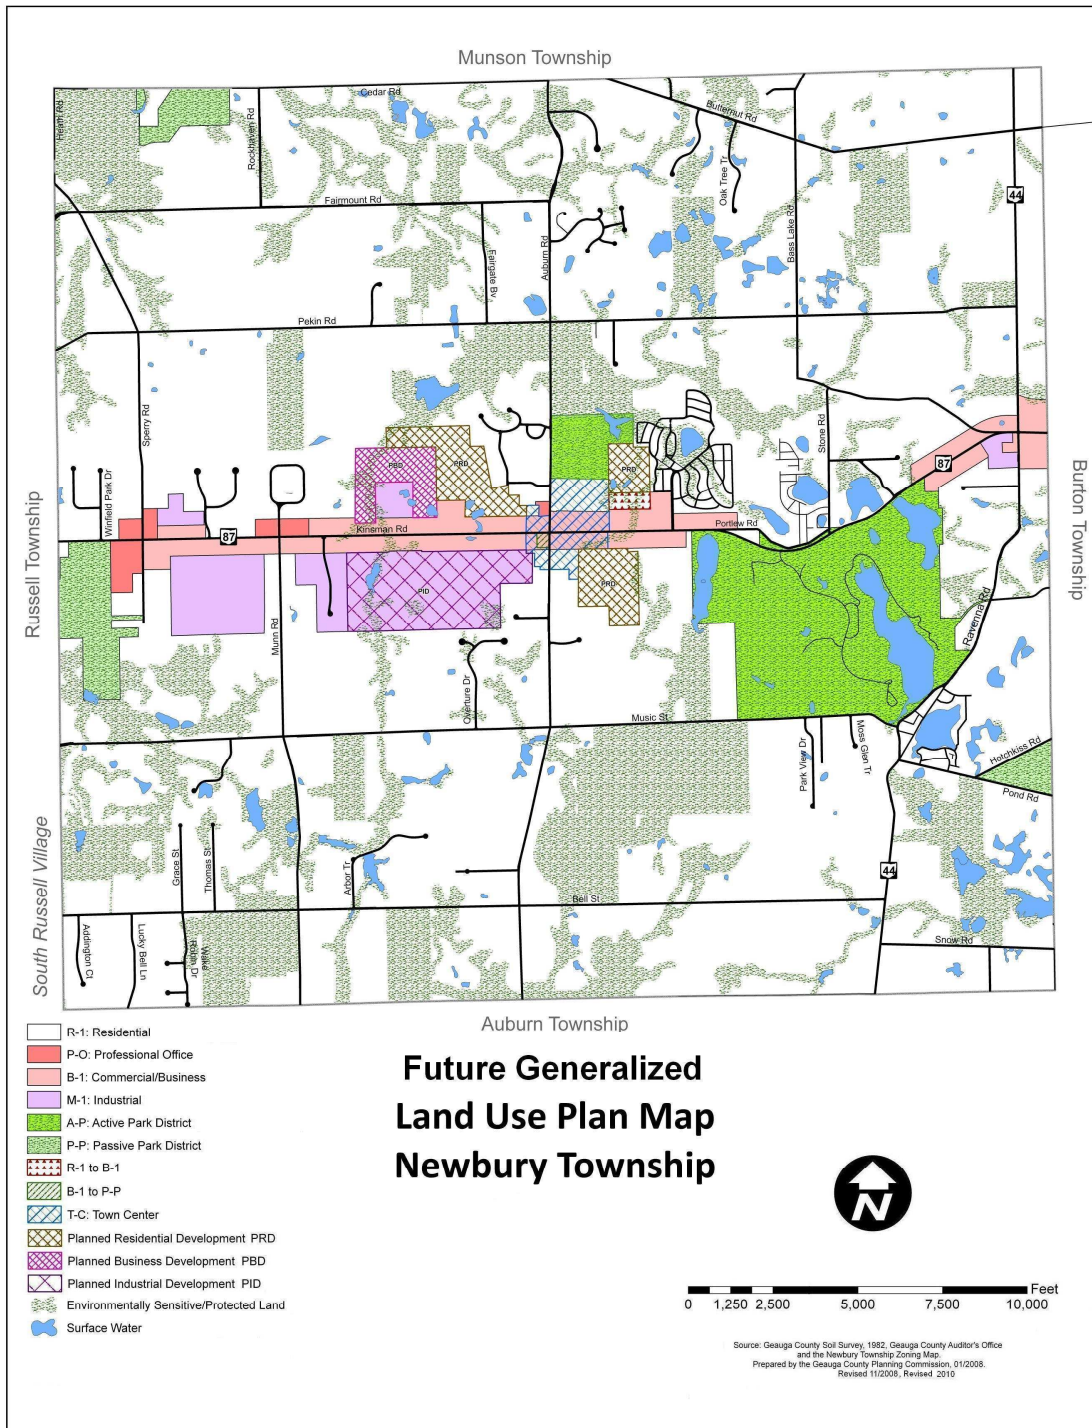 Munson Township
Heath Rd
Rockhaven Rd
Cedar Rd
Butternut Rd
Oak Tree Tr
Bass Lake Rd
44
Fairmount Rd
Fairgate Bv
Auburn Rd
Pekin Rd
Sperry Rd
Stone Rd
Winfield Park Dr
PBD
PRD
PRD
87
Burton Township
Russell Township
87
Kinsman Rd
Portlew Rd
PID
PRD
Munn Rd
Ravenna Rd
Overture Dr
Music St
Park View Dr
Moss Glen Tr
Hotchkiss Rd
Pond Rd
South Russell Village
Grace St
Thomas St
Arbor Tr
44
Bell St
Addington Ct
Lucky Bell Ln
Wake
Robin Dr
Snow Rd
Auburn Township
R-1: Residential
P-O: Professional Office
B-1: Commercial/Business
M-1: Industrial
A-P: Active Park District
P-P: Passive Park District
R-1 to B-1
B-1 to P-P
T-C: Town Center
Planned Residential Development PRD
Planned Business Development PBD
Planned Industrial Development PID
Environmentally Sensitive/Protected Land
Surface Water
Future Generalized
Land Use Plan Map
Newbury Township
N
Feet
0 1,250 2,500 5,000 7,500 10,000
Source: Geauga County Soil Survey, 1982, Geauga County Auditor's Office
and the Newbury Township Zoning Map.
Prepared by the Geauga County Planning Commission, 01/2008.
Revised 11/2008, Revised 2010